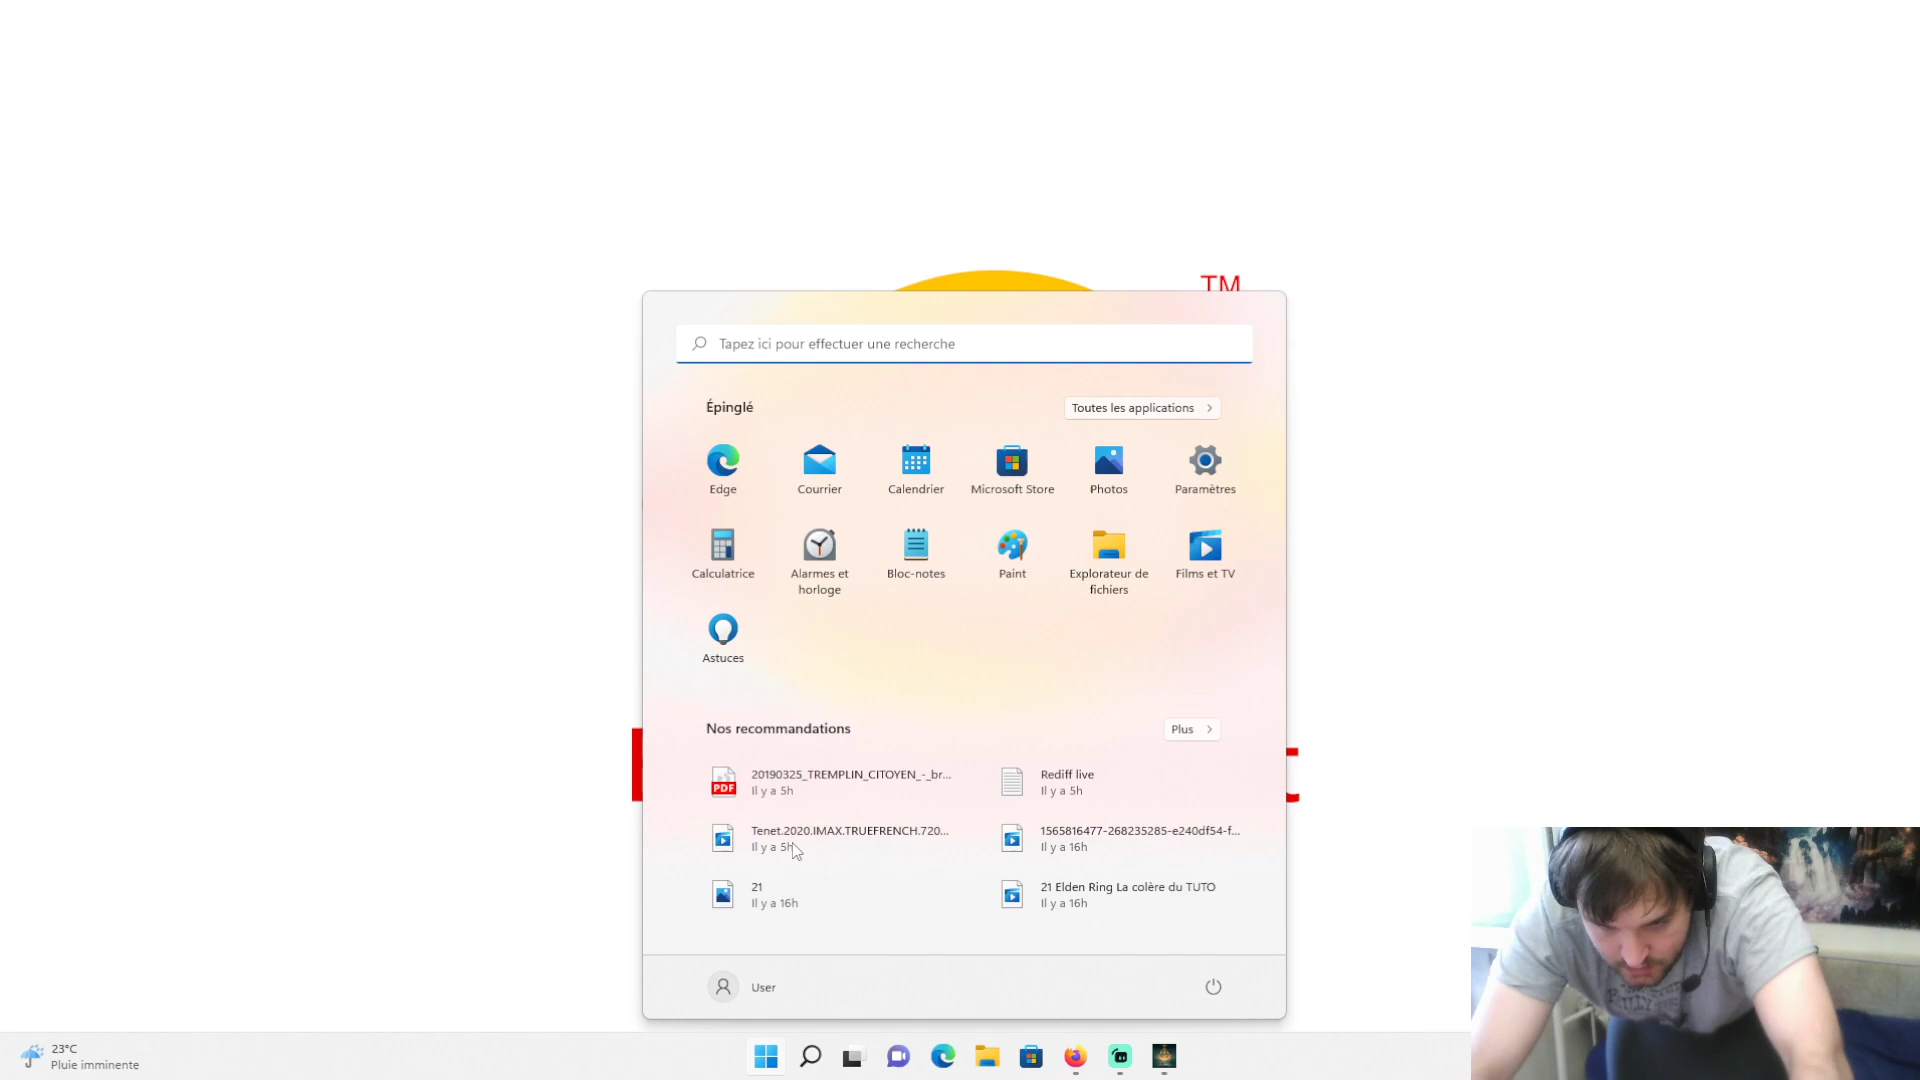 TM
Tapez ici pour effectuer une recherche
Épinglé
Toutes les applications
Edge
Courrier
Calendrier
Microsoft Store
Photos
Paramètres
Calculatrice
Alarmes et horloge
Bloc-notes
Paint
Explorateur de fichiers
Films et TV
Astuces
Nos recommandations
Plus
PDF
20190325_TREMPLIN_CITOYEN_-_br...
Il y a 5h
Rediff live
Il y a 5h
Tenet.2020.IMAX.TRUEFRENCH.720...
Il y a 5h
1565816477-268235285-e240df54-f...
Il y a 16h
21
Il y a 16h
21 Elden Ring La colère du TUTO
Il y a 16h
User
23°C
Pluie imminente